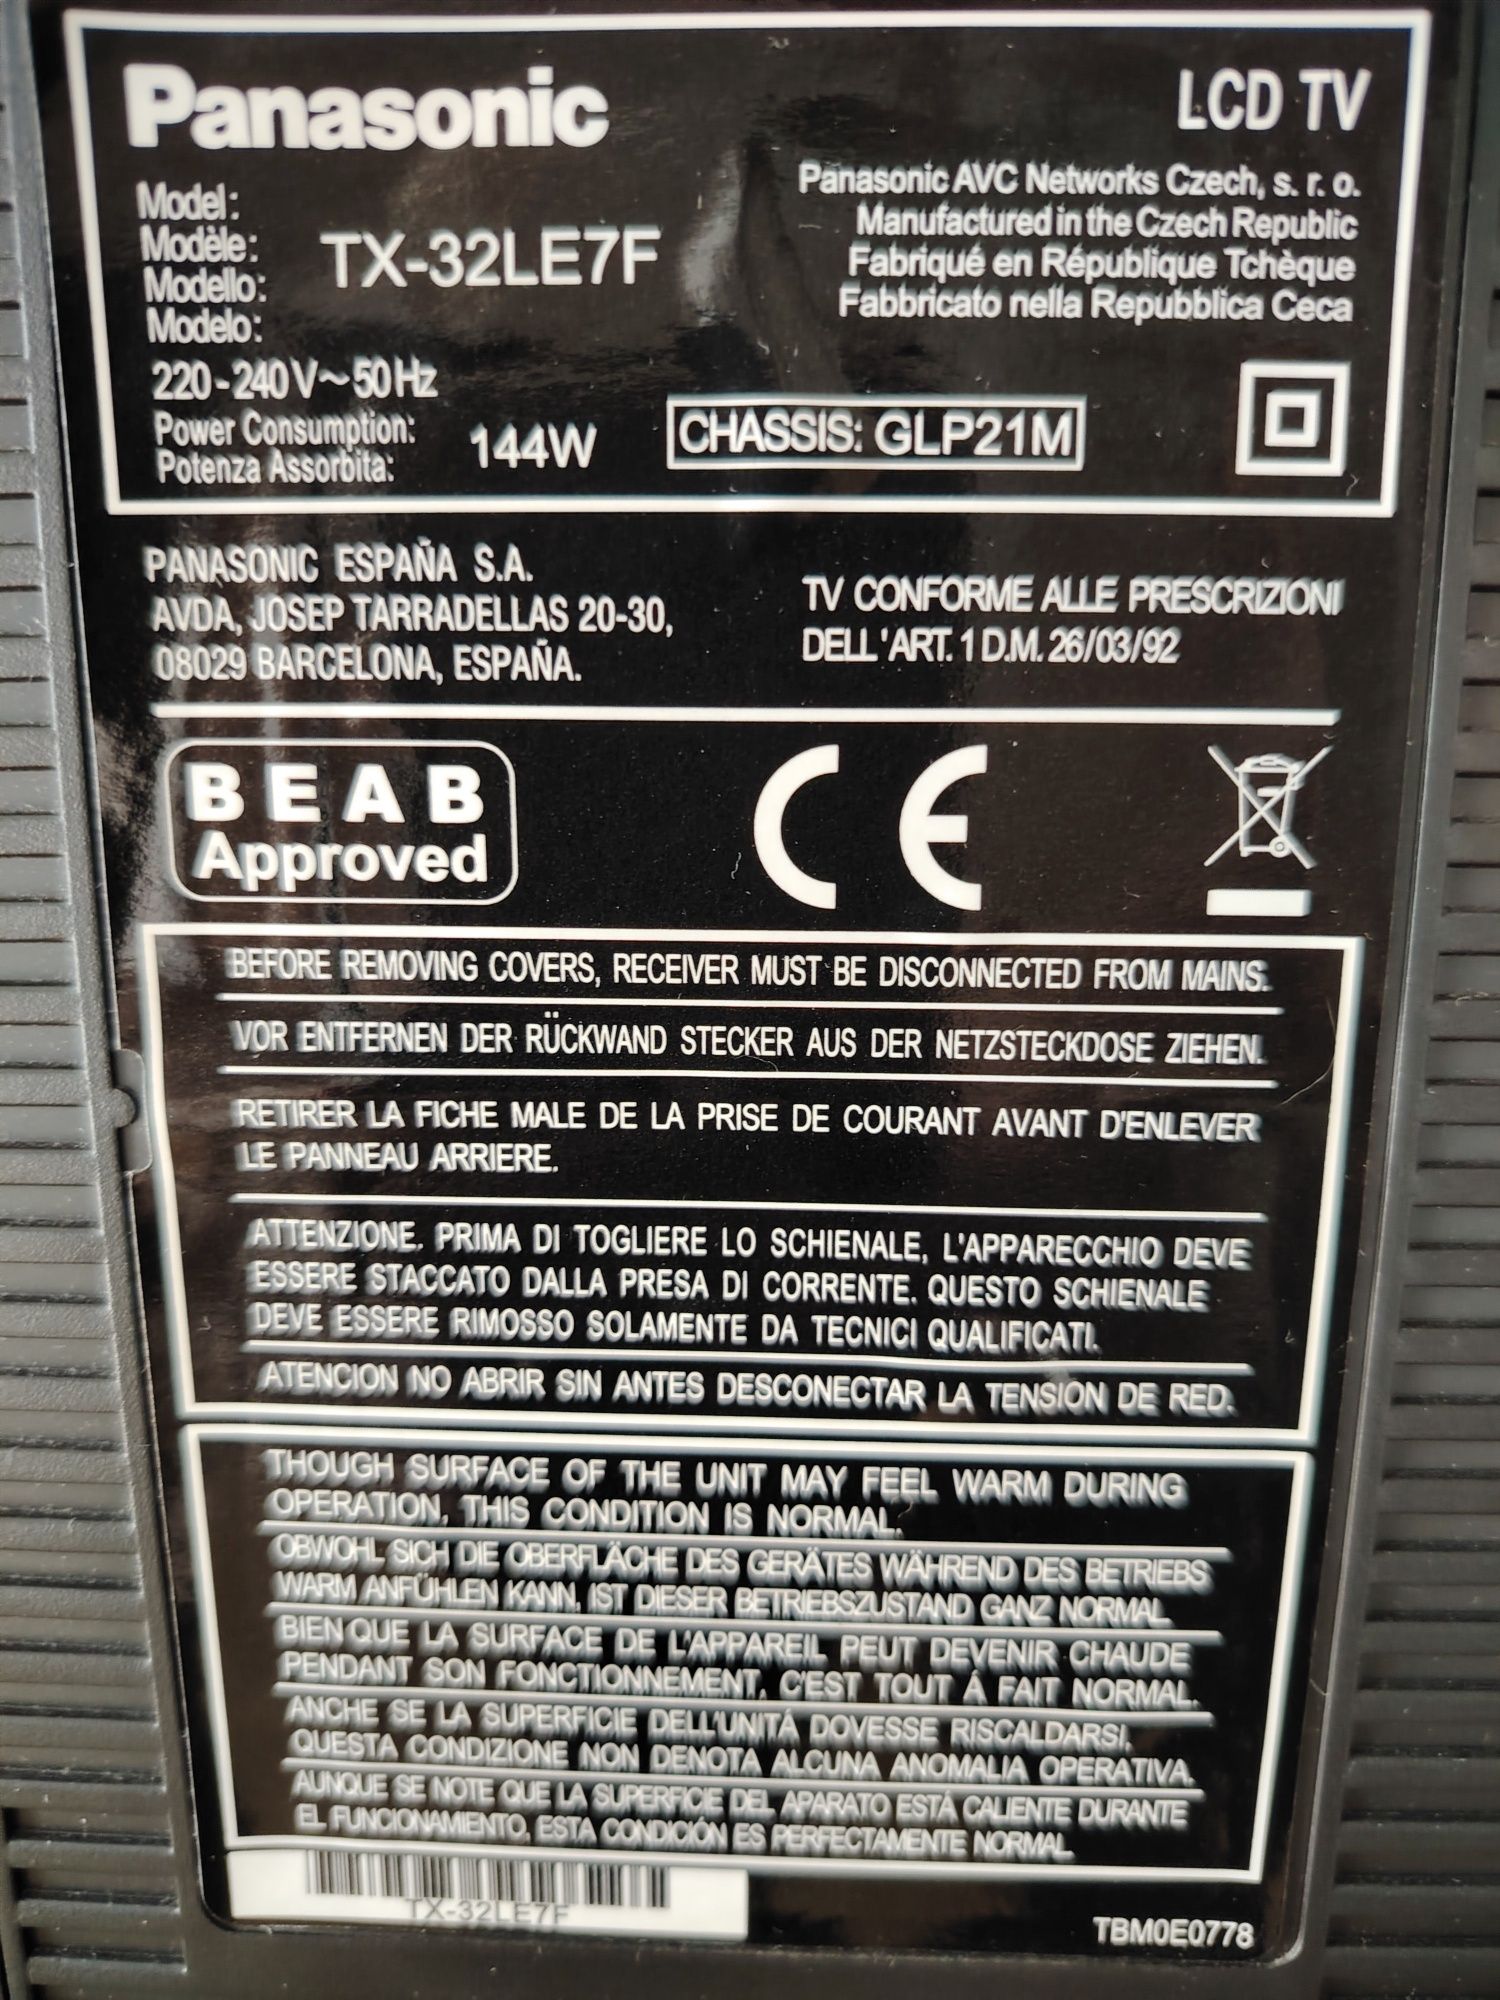 Panasonic
LCD TV
Panasonic AVC Networks Czech, s. r. o.
Manufactured in the Czech Republic
Fabriqué en République Tchèque
Fabbricato nella Repubblica Ceca
Model:
Modèle:
Modello:
Modelo:
TX-32LE7F
220-240V~50Hz
Power Consumption:
Potenza Assorbita:
144W
CHASSIS: GLP21M
PANASONIC ESPAÑA S.A.
AVDA, JOSEP TARRADELLAS 20-30,
08029 BARCELONA, ESPAÑA.
TV CONFORME ALLE PRESCRIZIONI
DELL'ART. 1 D.M. 26/03/92
BEAB
Approved
CE
BEFORE REMOVING COVERS, RECEIVER MUST BE DISCONNECTED FROM MAINS.
VOR ENTFERNEN DER RÜCKWAND STECKER AUS DER NETZSTECKDOSE ZIEHEN.
RETIRER LA FICHE MALE DE LA PRISE DE COURANT AVANT D'ENLEVER
LE PANNEAU ARRIERE.
ATTENZIONE. PRIMA DI TOGLIERE LO SCHIENALE, L'APPARECCHIO DEVE
ESSERE STACCATO DALLA PRESA DI CORRENTE. QUESTO SCHIENALE
DEVE ESSERE RIMOSSO SOLAMENTE DA TECNICI QUALIFICATI.
ATENCION NO ABRIR SIN ANTES DESCONECTAR LA TENSION DE RED.
THOUGH SURFACE OF THE UNIT MAY FEEL WARM DURING
OPERATION, THIS CONDITION IS NORMAL.
OBWOHL SICH DIE OBERFLÄCHE DES GERÄTES WÄHREND DES BETRIEBS
WARM ANFÜHLEN KANN, IST DIESER BETRIEBSZUSTAND GANZ NORMAL.
BIEN QUE LA SURFACE DE L'APPAREIL PEUT DEVENIR CHAUDE
PENDANT SON FONCTIONNEMENT, C'EST TOUT Á FAIT NORMAL.
ANCHE SE LA SUPERFICIE DELL'UNITÁ DOVESSE RISCALDARSI,
QUESTA CONDIZIONE NON DENOTA ALCUNA ANOMALIA OPERATIVA.
AUNQUE SE NOTE QUE LA SUPERFICIE DEL APARATO ESTÁ CALIENTE DURANTE
EL FUNCIONAMIENTO, ESTA CONDICIÓN ES PERFECTAMENTE NORMAL.
TX-32LE7F
TBM0E0778